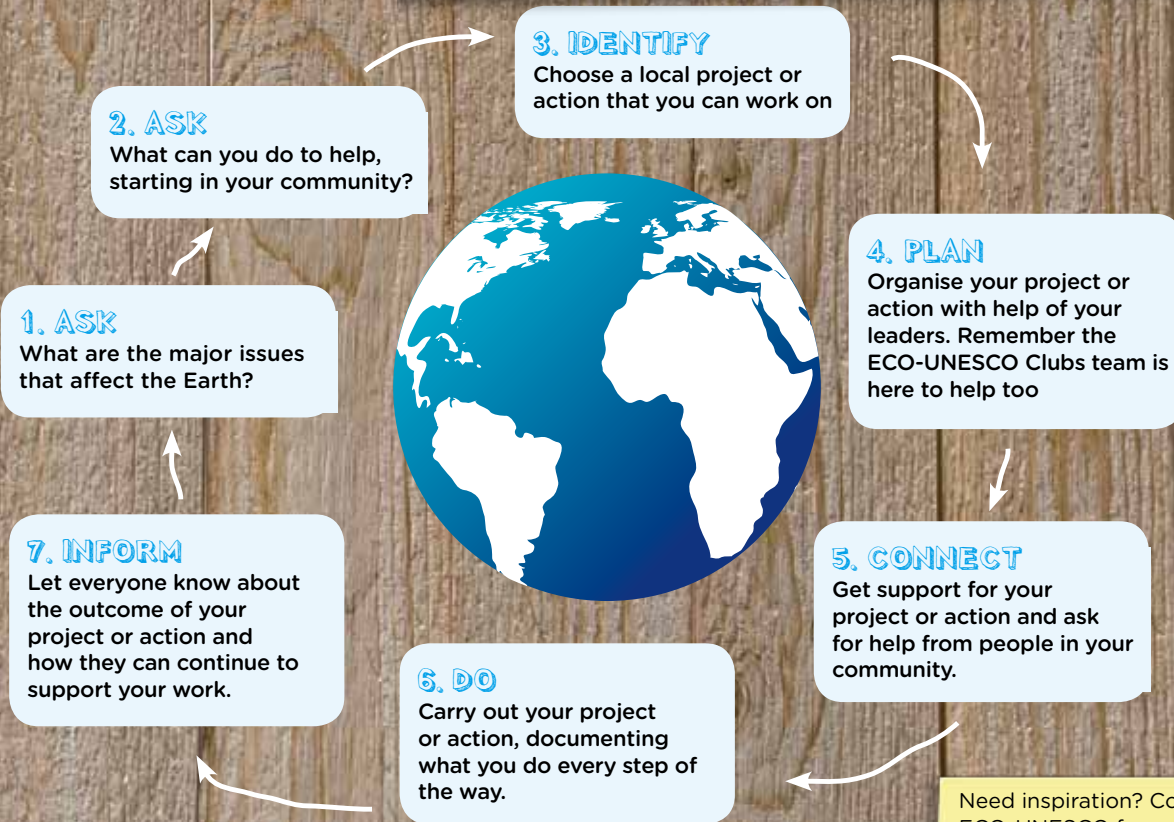 3. IDENTIFY
Choose a local project or
action that you can work on
2. ASK
What can you do to help,
starting in your community?
4. PLAN
Organise your project or
action with help of your
leaders. Remember the
ECO-UNESCO Clubs team is
here to help too
1. ASK
What are the major issues
that affect the Earth?
5. CONNECT
Get support for your
project or action and ask
for help from people in your
community.
7. INFORM
Let everyone know about
the outcome of your
project or action and
how they can continue to
support your work.
6. DO
Carry out your project
or action, documenting
what you do every step of
the way.
Need inspiration?